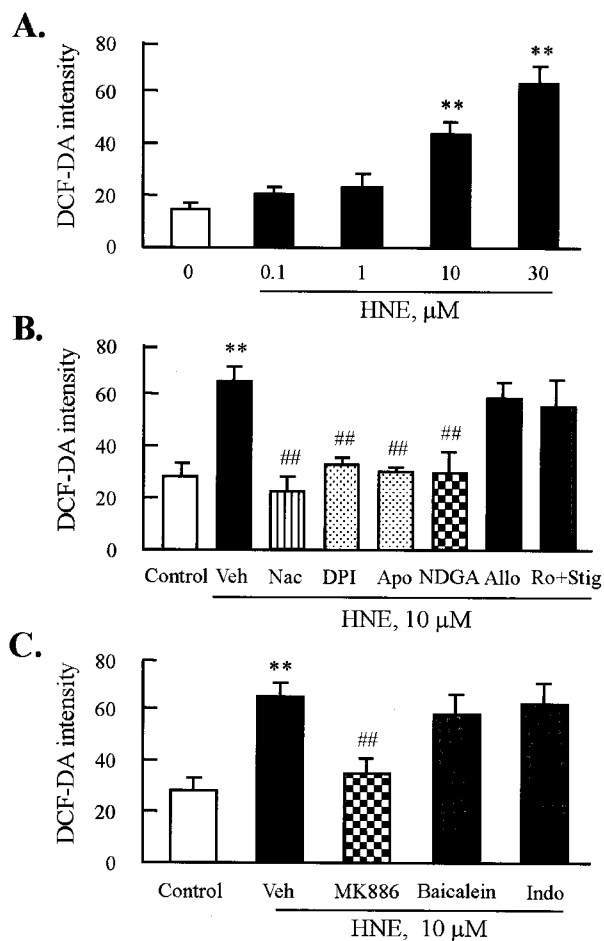 A.
DCF-DA intensity
80
60
40
20
0
** **
0 0.1 1 10 30
HNE, µM
B.
DCF-DA intensity
80
60
40
20
0
** ## ## ## ##
Control Veh Nac DPI Apo NDGA Allo Ro+Stig
HNE, 10 µM
C.
DCF-DA intensity
80
60
40
20
0
** ##
Control Veh MK886 Baicalein Indo
HNE, 10 µM